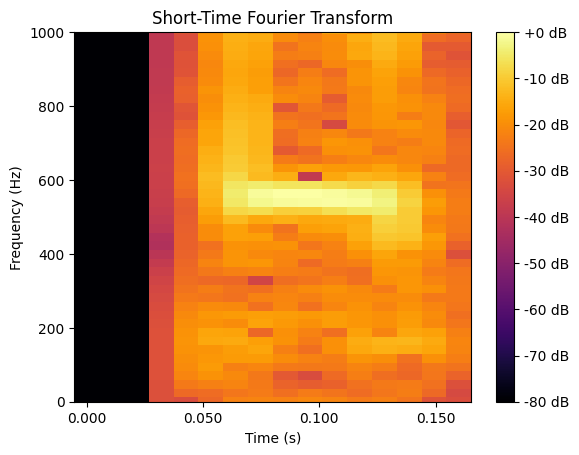 Short-Time Fourier Transform
Frequency (Hz)
1000
800
600
400
200
0
0.000
0.050
0.100
0.150
Time (s)
+0 dB
-10 dB
-20 dB
-30 dB
-40 dB
-50 dB
-60 dB
-70 dB
-80 dB